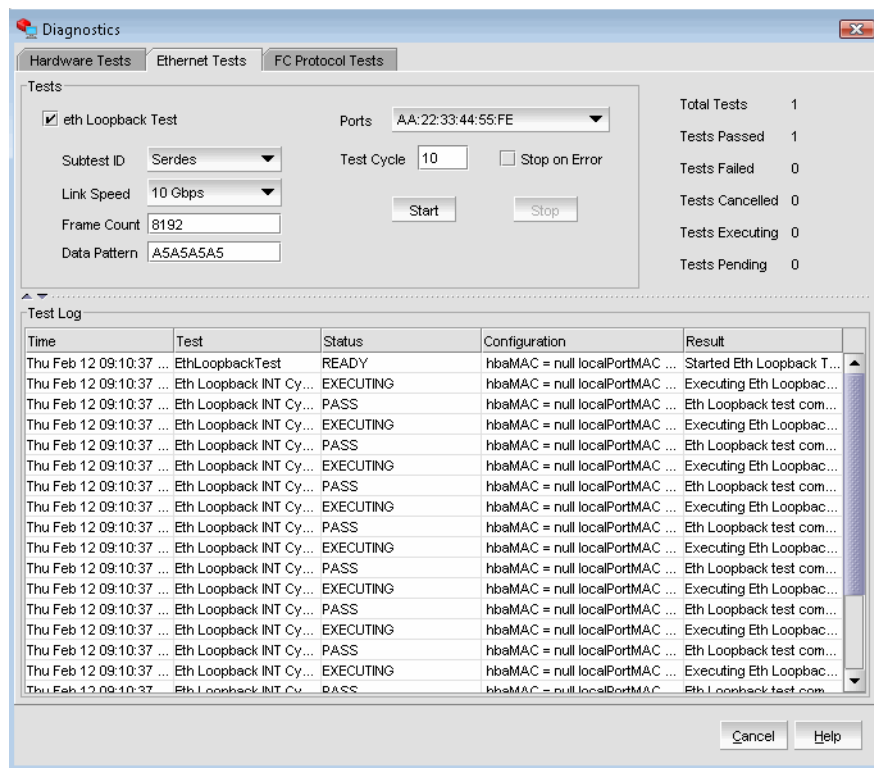 Diagnostics
Hardware Tests Ethernet Tests FC Protocol Tests
Tests
eth Loopback Test
Subtest ID Serdes
Link Speed 10 Gbps
Frame Count 8192
Data Pattern A5A5A5A5
Ports AA:22:33:44:55:FE
Test Cycle 10 Stop on Error
Start Stop
Total Tests 1
Tests Passed 1
Tests Failed 0
Tests Cancelled 0
Tests Executing 0
Tests Pending 0
Test Log
Time Test Status Configuration Result
Thu Feb 12 09:10:37 ... EthLoopbackTest READY hbaMAC = null localPortMAC ... Started Eth Loopback T...
Thu Feb 12 09:10:37 ... Eth Loopback INT Cy... EXECUTING hbaMAC = null localPortMAC ... Executing Eth Loopbac...
Thu Feb 12 09:10:37 ... Eth Loopback INT Cy... PASS hbaMAC = null localPortMAC ... Eth Loopback test com...
Thu Feb 12 09:10:37 ... Eth Loopback INT Cy... EXECUTING hbaMAC = null localPortMAC ... Executing Eth Loopbac...
Thu Feb 12 09:10:37 ... Eth Loopback INT Cy... PASS hbaMAC = null localPortMAC ... Eth Loopback test com...
Thu Feb 12 09:10:37 ... Eth Loopback INT Cy... EXECUTING hbaMAC = null localPortMAC ... Executing Eth Loopbac...
Thu Feb 12 09:10:37 ... Eth Loopback INT Cy... PASS hbaMAC = null localPortMAC ... Eth Loopback test com...
Thu Feb 12 09:10:37 ... Eth Loopback INT Cy... EXECUTING hbaMAC = null localPortMAC ... Executing Eth Loopbac...
Thu Feb 12 09:10:37 ... Eth Loopback INT Cy... PASS hbaMAC = null localPortMAC ... Eth Loopback test com...
Thu Feb 12 09:10:37 ... Eth Loopback INT Cy... EXECUTING hbaMAC = null localPortMAC ... Executing Eth Loopbac...
Thu Feb 12 09:10:37 ... Eth Loopback INT Cy... PASS hbaMAC = null localPortMAC ... Eth Loopback test com...
Thu Feb 12 09:10:37 ... Eth Loopback INT Cy... EXECUTING hbaMAC = null localPortMAC ... Executing Eth Loopbac...
Thu Feb 12 09:10:37 ... Eth Loopback INT Cy... PASS hbaMAC = null localPortMAC ... Eth Loopback test com...
Thu Feb 12 09:10:37 ... Eth Loopback INT Cy... EXECUTING hbaMAC = null localPortMAC ... Executing Eth Loopbac...
Thu Feb 12 09:10:37 ... Eth Loopback INT Cy... PASS hbaMAC = null localPortMAC ... Eth Loopback test com...
Thu Feb 12 09:10:37 ... Eth Loopback INT Cy... EXECUTING hbaMAC = null localPortMAC ... Executing Eth Loopbac...
Thu Feb 12 09:10:37 ... Eth Loopback INT Cy... PASS hbaMAC = null localPortMAC ... Eth Loopback test com...
Cancel Help